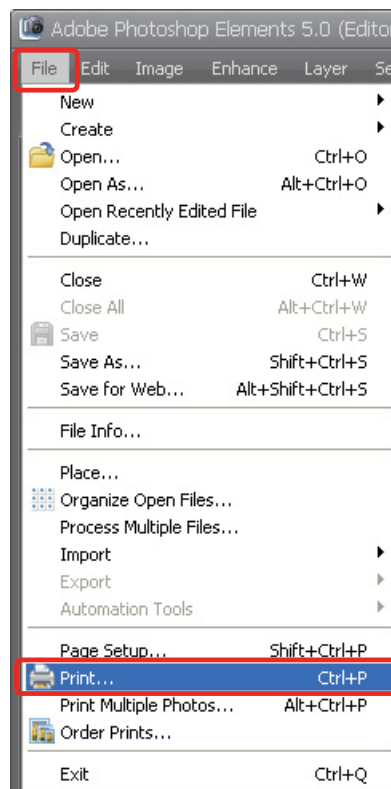 Adobe Photoshop Elements 5.0 (Edito
File Edit Image Enhance Layer Se
New
Create
Open... Ctrl+O
Open As... Alt+Ctrl+O
Open Recently Edited File
Duplicate...
Close Ctrl+W
Close All Alt+Ctrl+W
Save Ctrl+S
Save As... Shift+Ctrl+S
Save for Web... Alt+Shift+Ctrl+S
File Info...
Place...
Organize Open Files...
Process Multiple Files...
Import
Export
Automation Tools
Page Setup... Shift+Ctrl+P
Print... Ctrl+P
Print Multiple Photos... Alt+Ctrl+P
Order Prints...
Exit Ctrl+Q